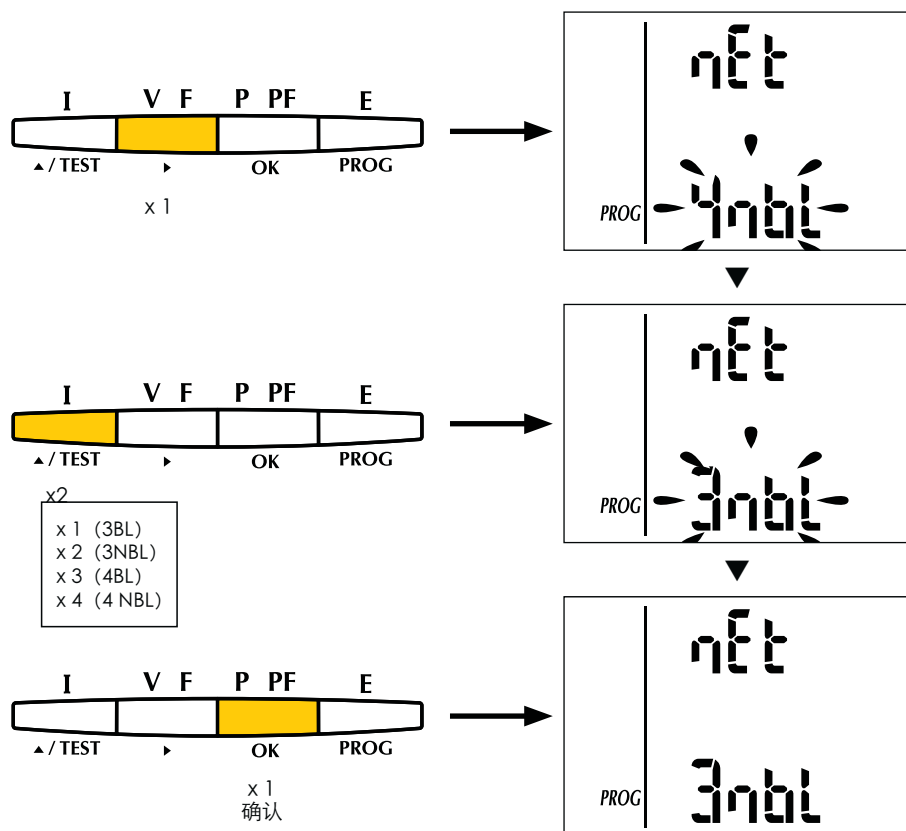 I V F P PF E
▲ / TEST ▶ OK PROG
x 1
nEt
PROG 4nbl
I V F P PF E
▲ / TEST ▶ OK PROG
x2
x 1 (3BL)
x 2 (3NBL)
x 3 (4BL)
x 4 (4 NBL)
nEt
PROG 3nbl
I V F P PF E
▲ / TEST ▶ OK PROG
x 1
确认
nEt
PROG 3nbl